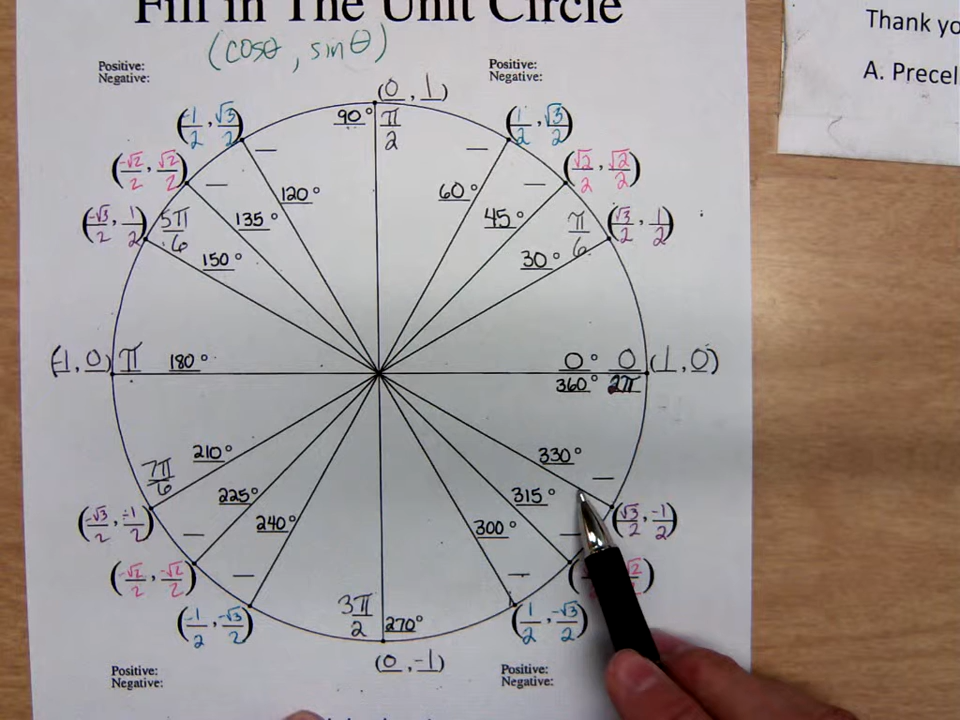 Fill in The Unit Circle
(cosθ, sinθ)
Thank yo
A. Precel
Positive:
Negative:
Positive:
Negative:
(0, 1)
90° π/2
(-1/2, √3/2)
(1/2, √3/2)
(-√2/2, √2/2)
(√2/2, √2/2)
120°
60°
(-√3/2, 1/2)
5π/6
135°
45°
π/6
(√3/2, 1/2)
150°
30°
(-1, 0) π 180°
0° 0 (1, 0)
360° 2π
210°
330°
7π/6
225°
315°
(-√3/2, -1/2)
240°
300°
(√3/2, -1/2)
(-√2/2, -√2/2)
3π/2 270°
(-1/2, -√3/2)
(1/2, -√3/2)
(0, -1)
Positive:
Negative:
Positive:
Negative: